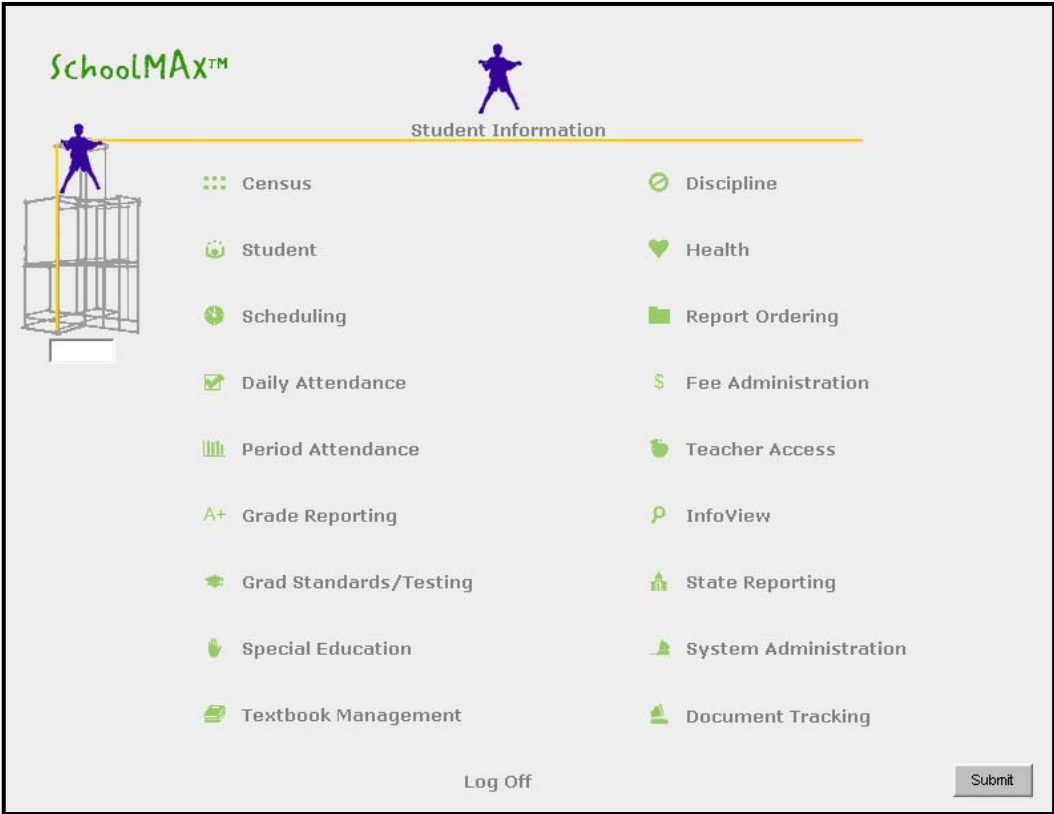 SchoolMAx™
Student Information
Census
Discipline
Student
Health
Scheduling
Report Ordering
Daily Attendance
$ Fee Administration
Period Attendance
Teacher Access
A+ Grade Reporting
InfoView
Grad Standards/Testing
State Reporting
Special Education
System Administration
Textbook Management
Document Tracking
Log Off
Submit